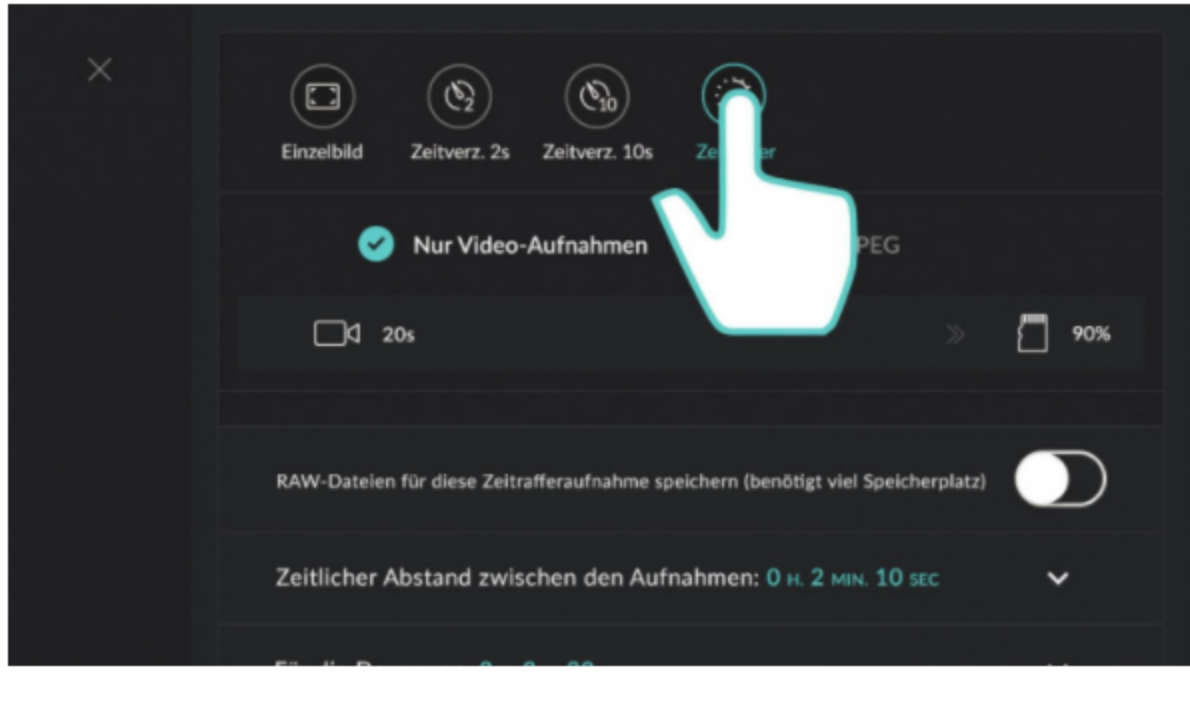 Einzelbild Zeitverz. 2s Zeitverz. 10s
Nur Video-Aufnahmen
20s 90%
RAW-Dateien für diese Zeitrafferaufnahme speichern (benötigt viel Speicherplatz)
Zeitlicher Abstand zwischen den Aufnahmen: 0 H. 2 MIN. 10 SEC